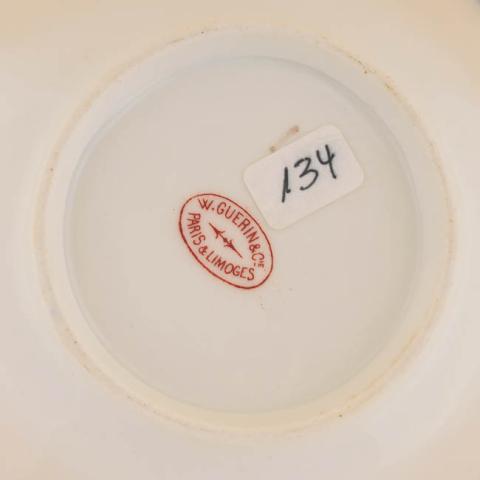 134
W. GUERIN & CIE
PARIS & LIMOGES